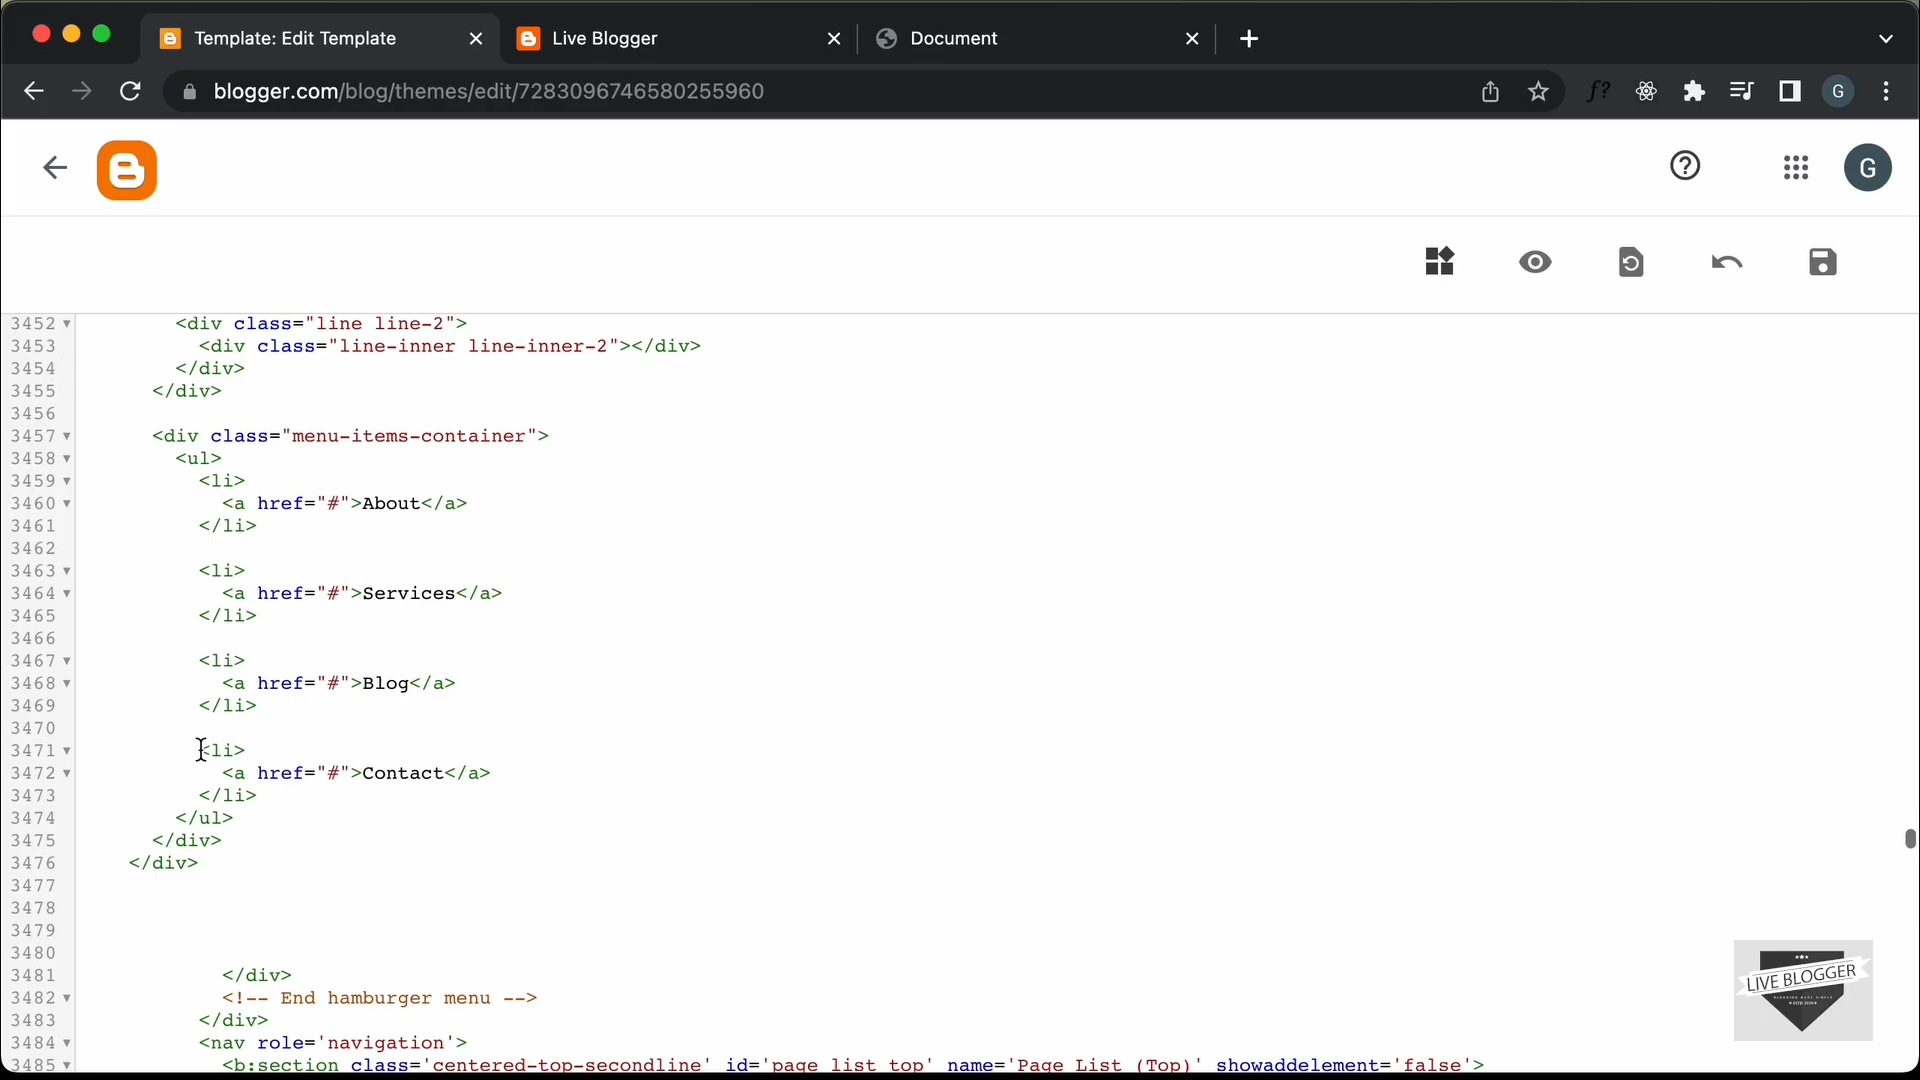 Template: Edit Template
Live Blogger
Document
blogger.com/blog/themes/edit/7283096746580255960
f?
G
G
3452 <div class="line line-2">
3453 <div class="line-inner line-inner-2"></div>
3454 </div>
3455 </div>
3456
3457 <div class="menu-items-container">
3458 <ul>
3459 <li>
3460 <a href="#">About</a>
3461 </li>
3462
3463 <li>
3464 <a href="#">Services</a>
3465 </li>
3466
3467 <li>
3468 <a href="#">Blog</a>
3469 </li>
3470
3471 <li>
3472 <a href="#">Contact</a>
3473 </li>
3474 </ul>
3475 </div>
3476 </div>
3477
3478
3479
3480
3481 </div>
3482 <!-- End hamburger menu -->
3483 </div>
3484 <nav role='navigation'>
3485 <b:section class='centered-top-secondline' id='page_list_top' name='Page List (Top)' showaddelement='false'>
LIVE BLOGGER